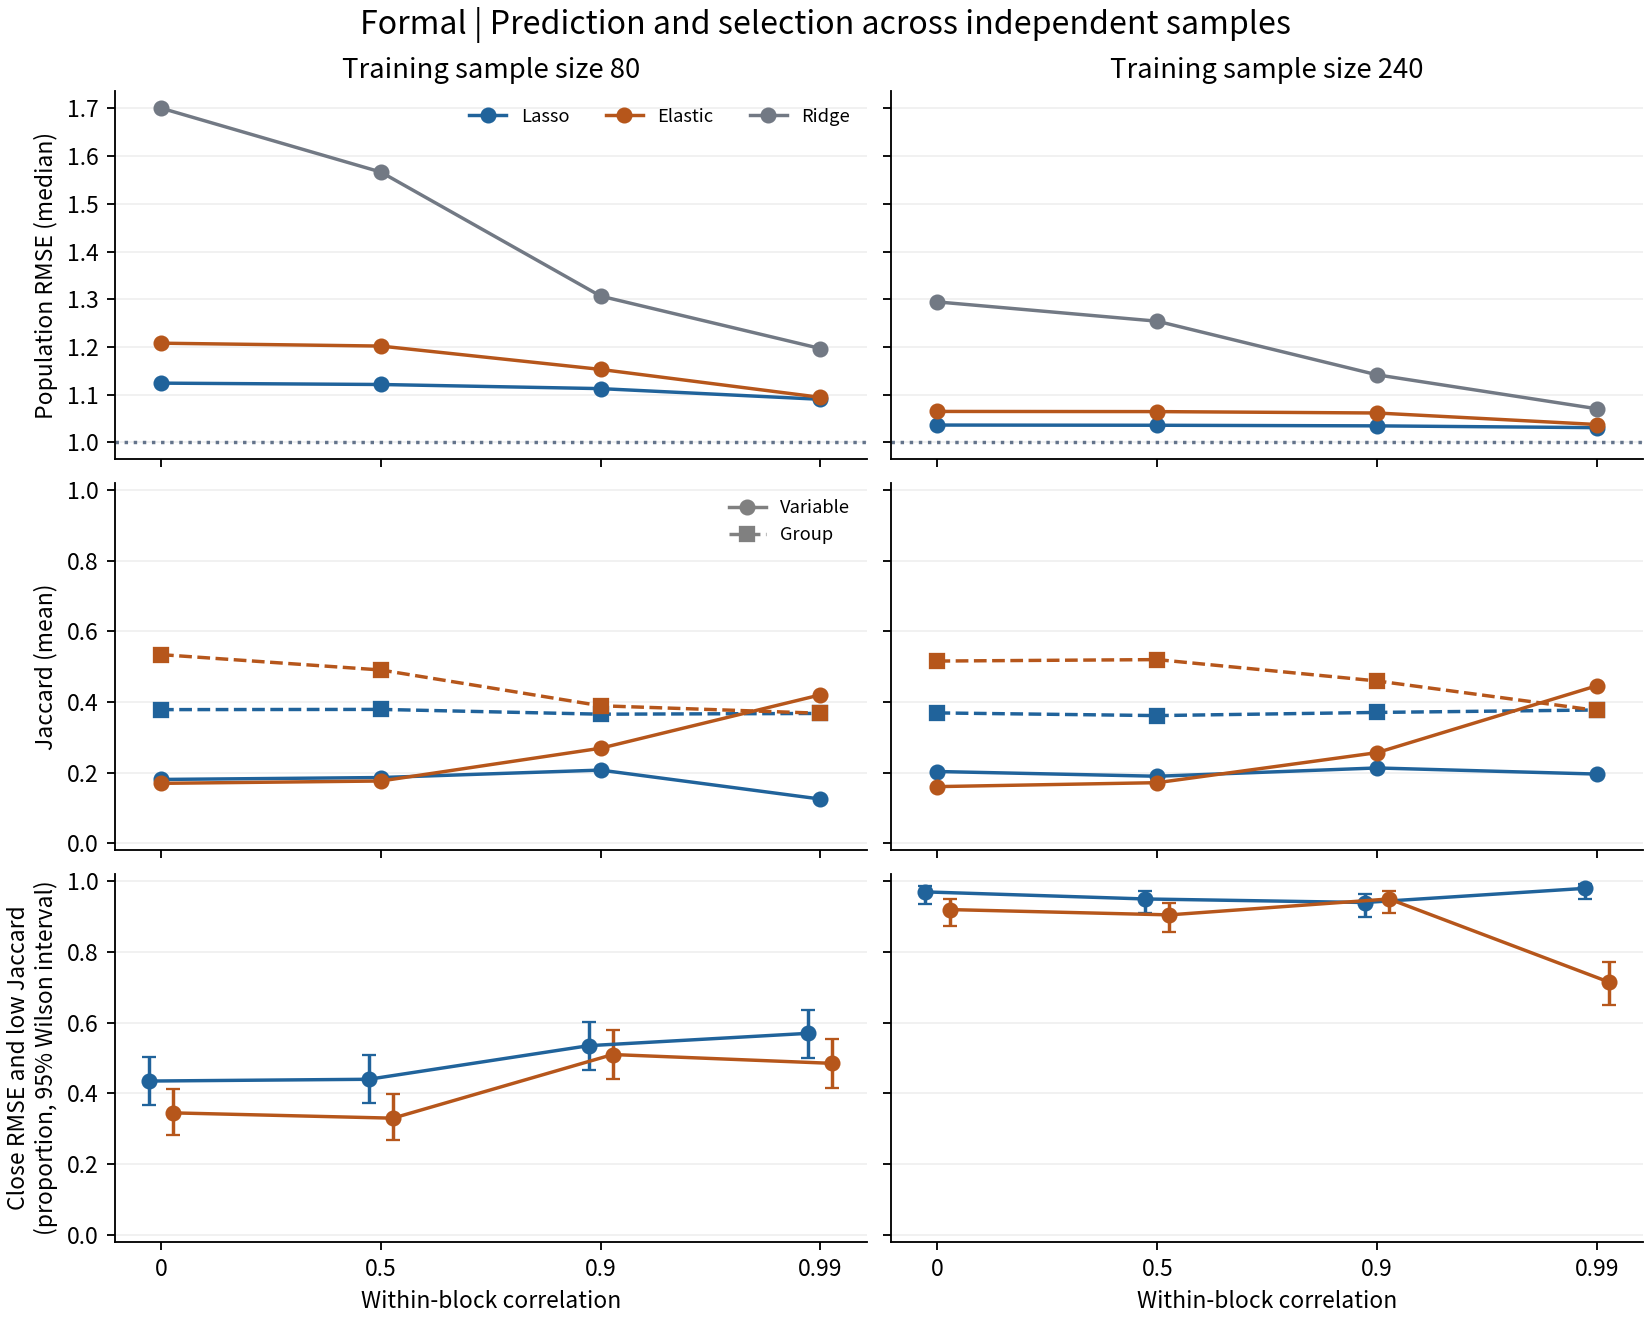 Formal | Prediction and selection across independent samples
Training sample size 80
Training sample size 240
Population RMSE (median)
1.7
1.6
1.5
1.4
1.3
1.2
1.1
1.0
Lasso
Elastic
Ridge
Jaccard (mean)
1.0
0.8
0.6
0.4
0.2
0.0
Variable
Group
Close RMSE and low Jaccard
(proportion, 95% Wilson interval)
1.0
0.8
0.6
0.4
0.2
0.0
0
0.5
0.9
0.99
0
0.5
0.9
0.99
Within-block correlation
Within-block correlation